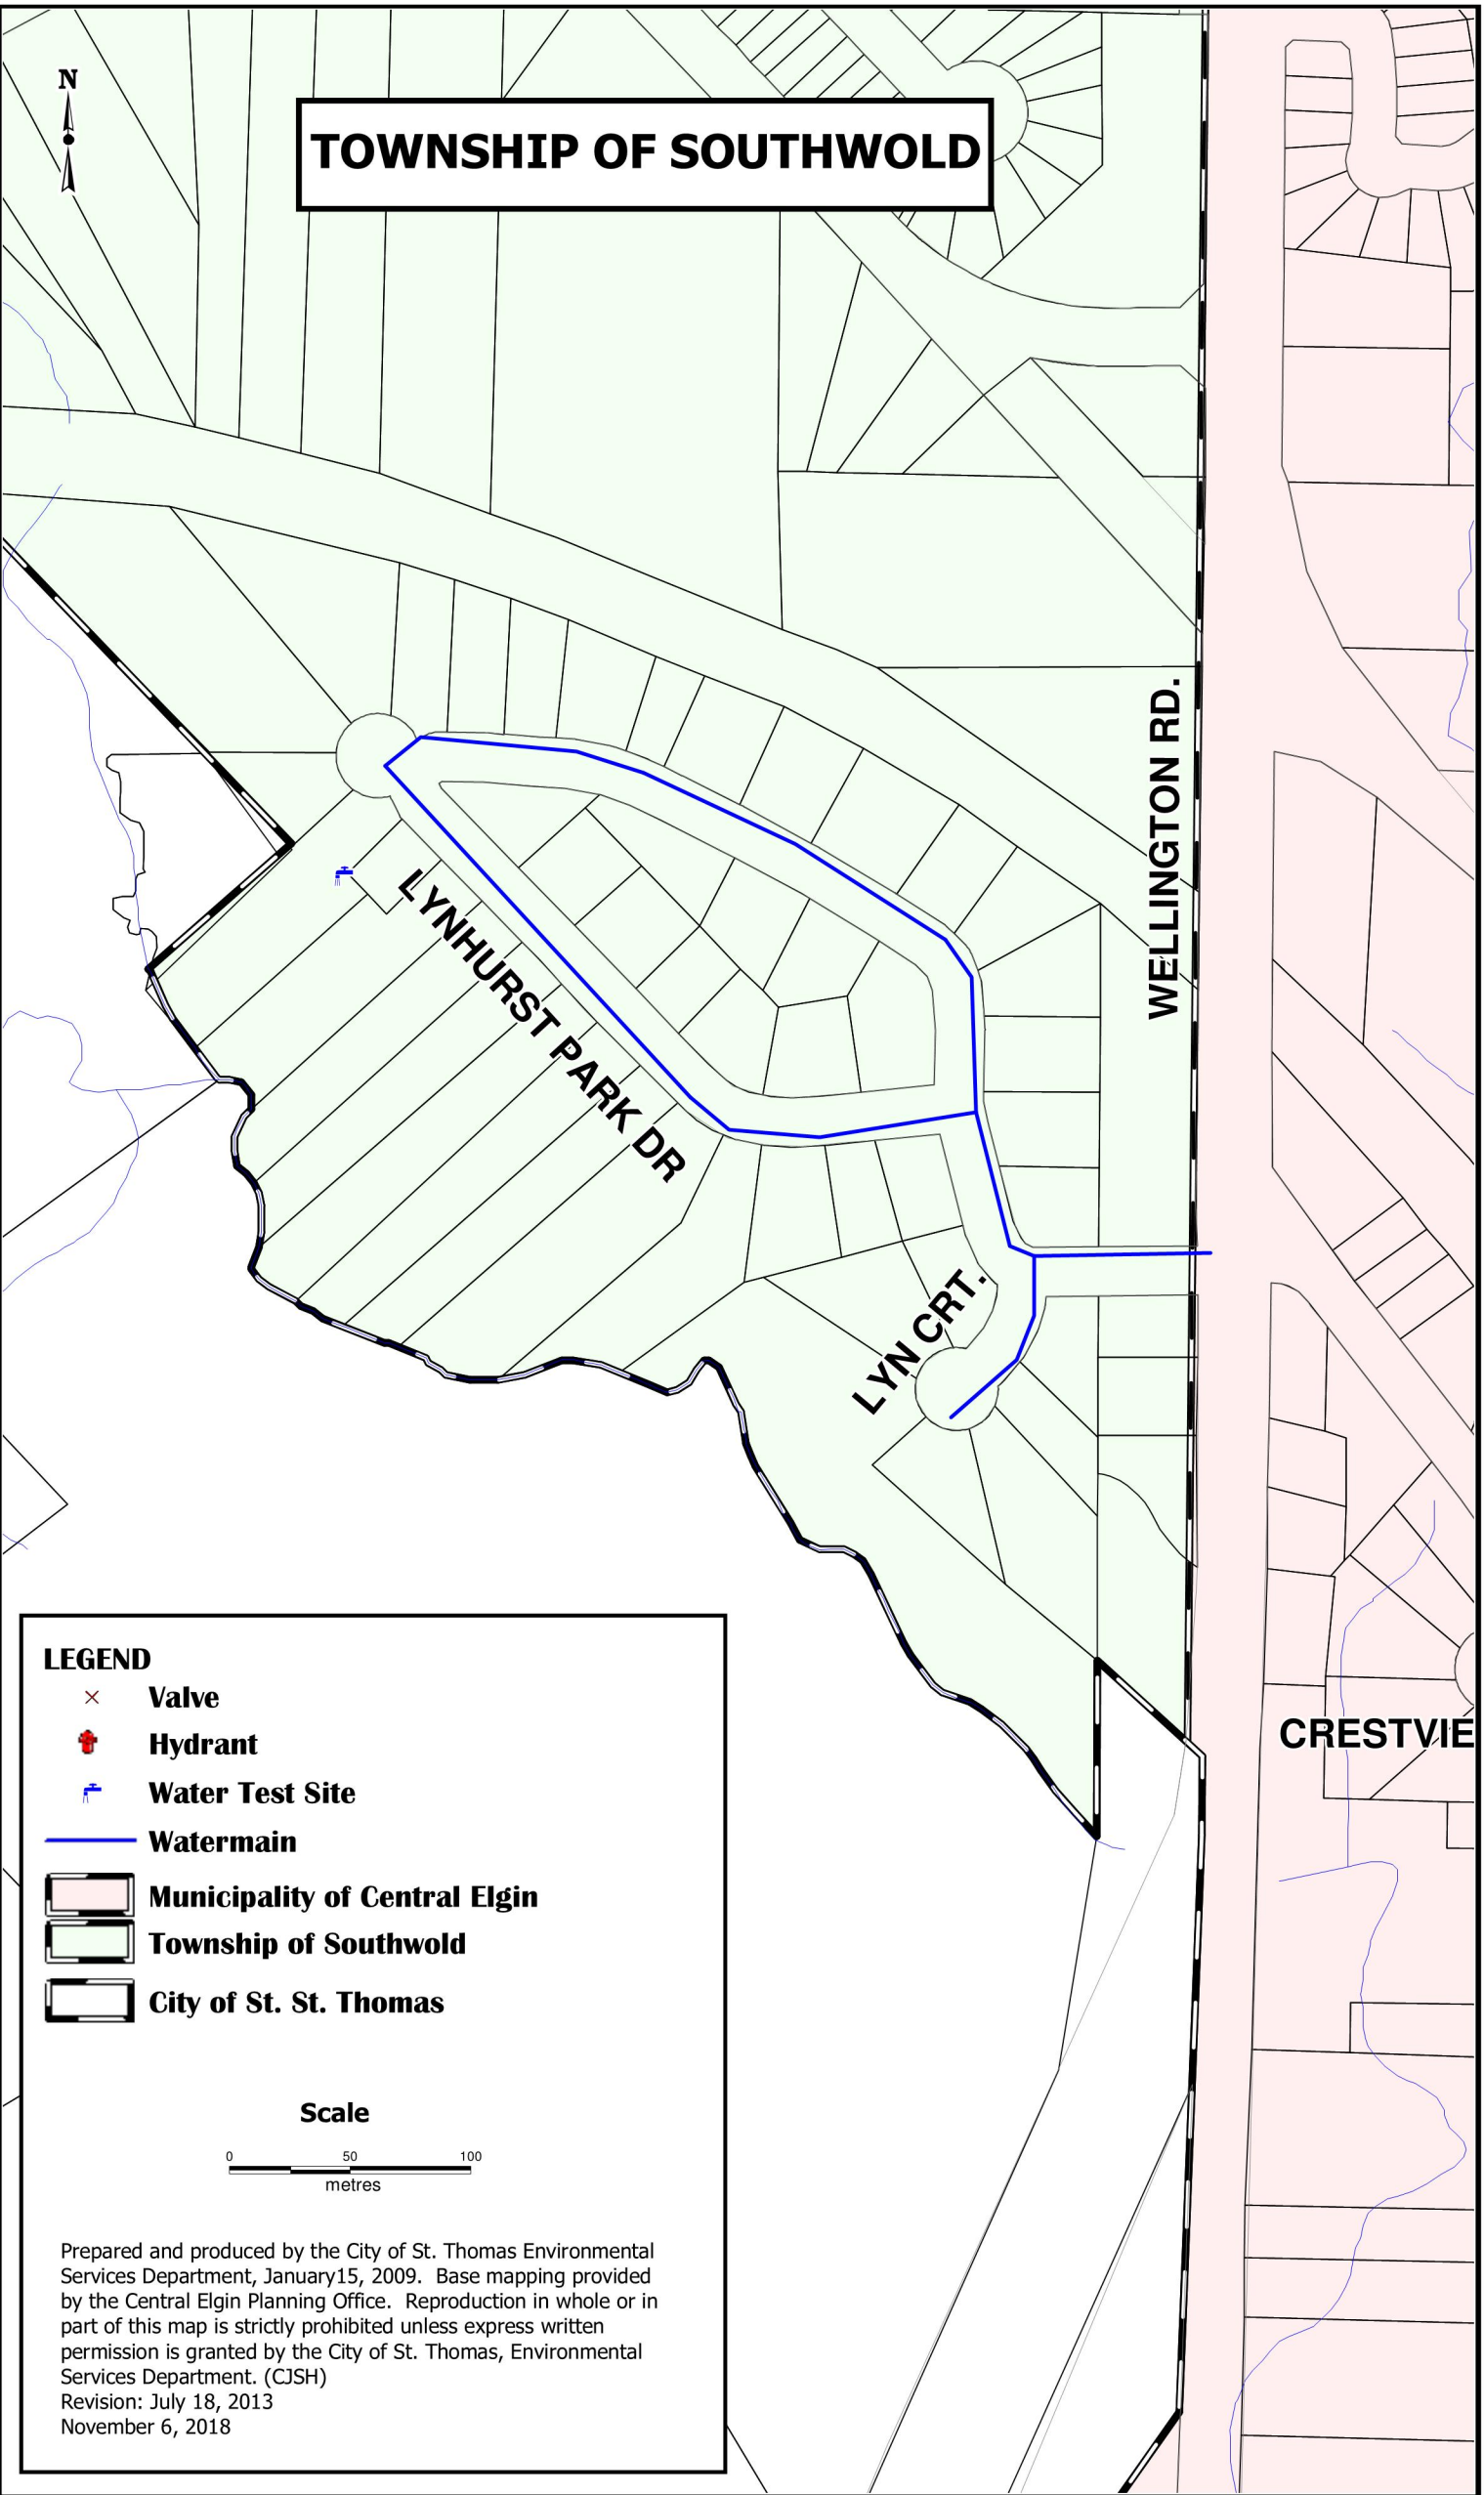 N
TOWNSHIP OF SOUTHWOLD
WELLINGTON RD.
LYNHURST PARK DR
LYN CRT.
CRESTVIE
LEGEND
Valve
Hydrant
Water Test Site
Watermain
Municipality of Central Elgin
Township of Southwold
City of St. St. Thomas
Scale
0 50 100
metres
Prepared and produced by the City of St. Thomas Environmental
Services Department, January15, 2009. Base mapping provided
by the Central Elgin Planning Office. Reproduction in whole or in
part of this map is strictly prohibited unless express written
permission is granted by the City of St. Thomas, Environmental
Services Department. (CJSH)
Revision: July 18, 2013
November 6, 2018